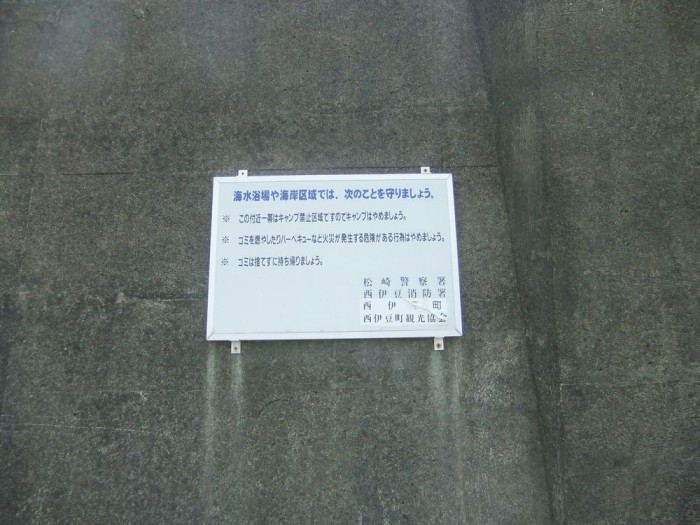 海水浴場や海岸区域では、次のことを守りましょう。
※ この付近一帯はキャンプ禁止区域ですのでキャンプはやめましょう。
※ ゴミを燃やしたりバーベキューなど火災が発生する危険がある行為はやめましょう。
※ ゴミは捨てずに持ち帰りましょう。
松崎警察署
西伊豆消防署
西伊 町
西伊豆町観光協会